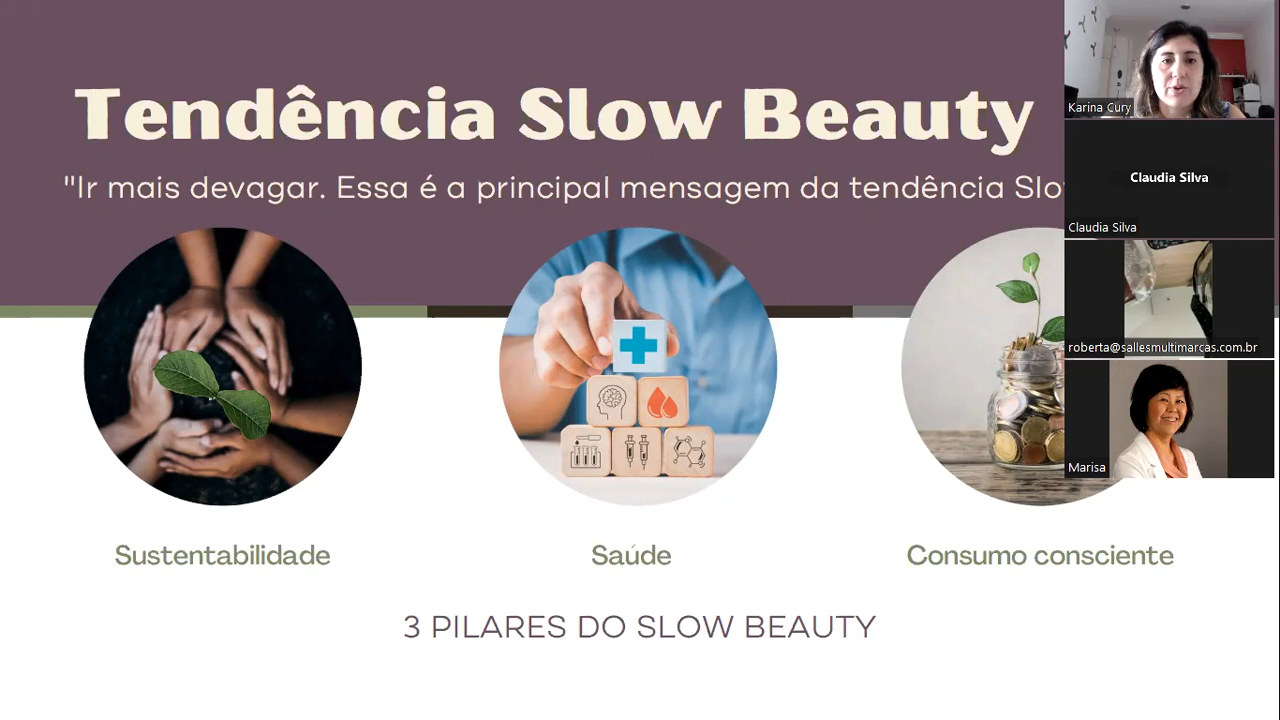 Tendência Slow Beauty
"Ir mais devagar. Essa é a principal mensagem da tendência
Sustentabilidade
Saúde
Consumo consciente
3 PILARES DO SLOW BEAUTY
Karina Cury
Claudia Silva
Claudia Silva
roberta@sallesmultimarcas.com.br
Marisa